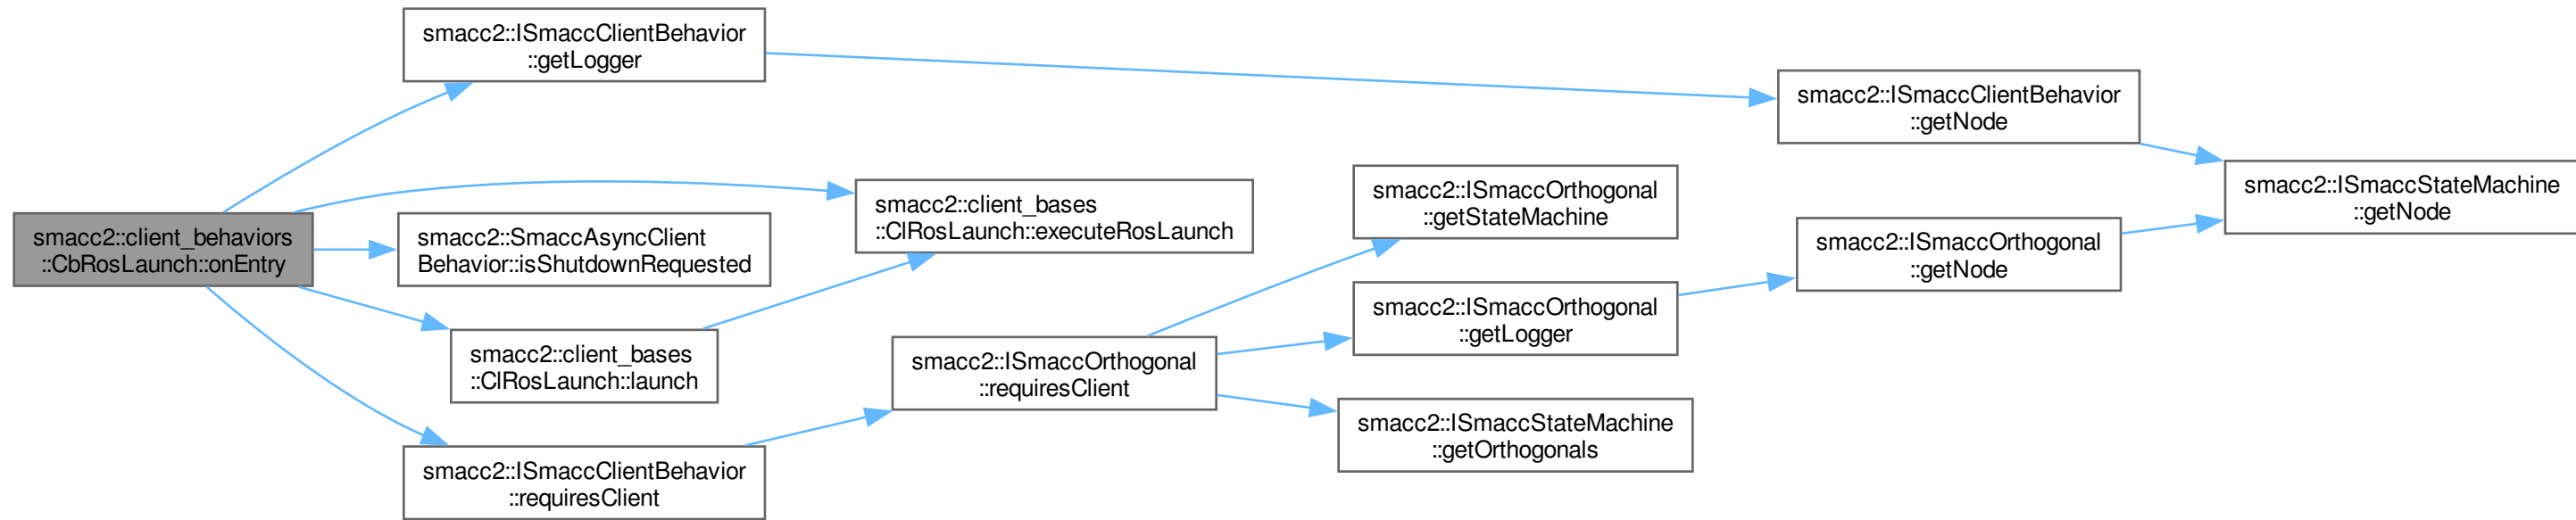 smacc2::client_behaviors
::CbRosLaunch::onEntry
smacc2::ISmaccClientBehavior
::getLogger
smacc2::SmaccAsyncClient
Behavior::isShutdownRequested
smacc2::client_bases
::ClRosLaunch::launch
smacc2::ISmaccClientBehavior
::requiresClient
smacc2::client_bases
::ClRosLaunch::executeRosLaunch
smacc2::ISmaccOrthogonal
::requiresClient
smacc2::ISmaccOrthogonal
::getStateMachine
smacc2::ISmaccOrthogonal
::getLogger
smacc2::ISmaccStateMachine
::getOrthogonals
smacc2::ISmaccClientBehavior
::getNode
smacc2::ISmaccOrthogonal
::getNode
smacc2::ISmaccStateMachine
::getNode